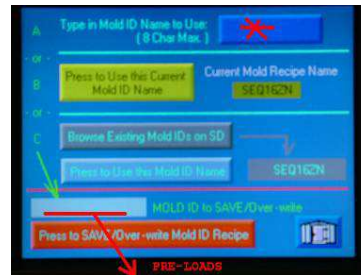 A
Type in Mold ID Name to Use:
( 8 Char Max. )
- or -
B
Press to Use this Current
Mold ID Name
Current Mold Recipe Name
SEQ16ZN
- or -
C
Browse Existing Mold IDs on SD
Press to Use this Mold ID Name
SEQ16ZN
MOLD ID to SAVE/Over-write
Press to SAVE/Over-write Mold ID Recipe
PRE-LOADS